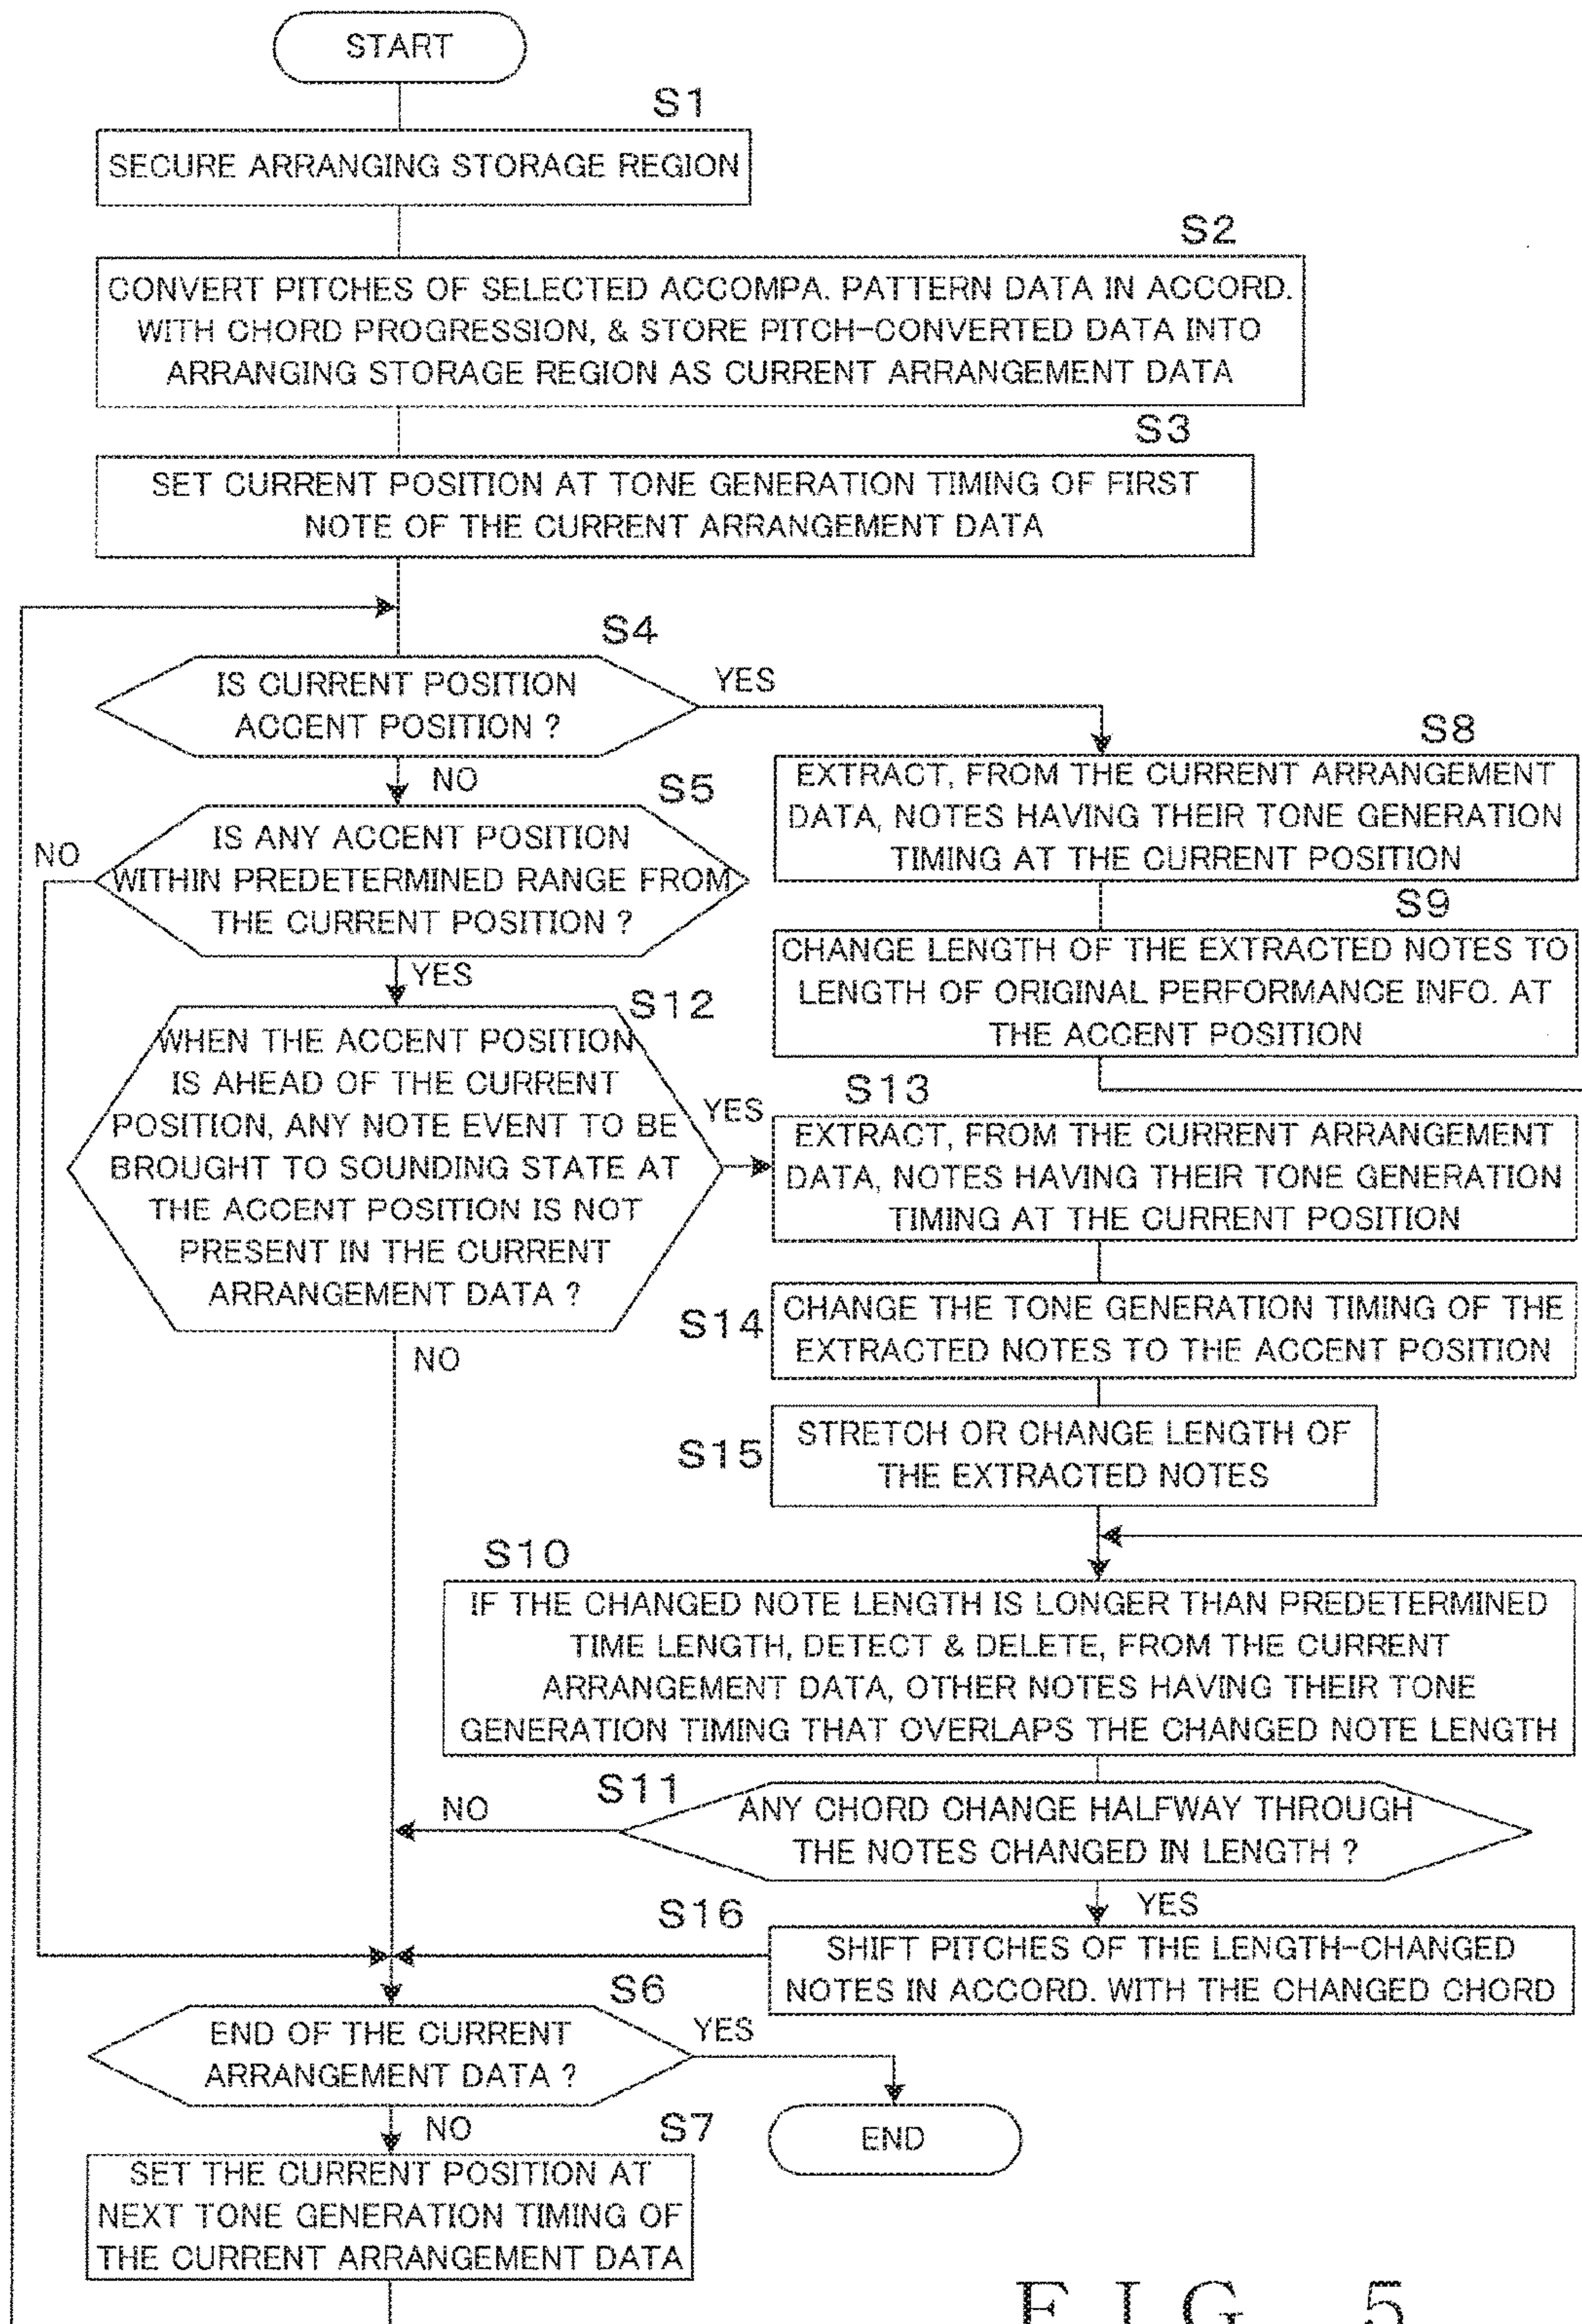 START
S1
SECURE ARRANGING STORAGE REGION
S2
CONVERT PITCHES OF SELECTED ACCOMPA. PATTERN DATA IN ACCORD.
WITH CHORD PROGRESSION, & STORE PITCH-CONVERTED DATA INTO
ARRANGING STORAGE REGION AS CURRENT ARRANGEMENT DATA
S3
SET CURRENT POSITION AT TONE GENERATION TIMING OF FIRST
NOTE OF THE CURRENT ARRANGEMENT DATA
S4
IS CURRENT POSITION
ACCENT POSITION ?
YES
NO
S8
EXTRACT, FROM THE CURRENT ARRANGEMENT
DATA, NOTES HAVING THEIR TONE GENERATION
TIMING AT THE CURRENT POSITION
S5
IS ANY ACCENT POSITION
WITHIN PREDETERMINED RANGE FROM
THE CURRENT POSITION ?
NO
YES
S9
CHANGE LENGTH OF THE EXTRACTED NOTES TO
LENGTH OF ORIGINAL PERFORMANCE INFO. AT
THE ACCENT POSITION
S12
WHEN THE ACCENT POSITION
IS AHEAD OF THE CURRENT
POSITION, ANY NOTE EVENT TO BE
BROUGHT TO SOUNDING STATE AT
THE ACCENT POSITION IS NOT
PRESENT IN THE CURRENT
ARRANGEMENT DATA ?
YES
NO
S13
EXTRACT, FROM THE CURRENT ARRANGEMENT
DATA, NOTES HAVING THEIR TONE GENERATION
TIMING AT THE CURRENT POSITION
S14
CHANGE THE TONE GENERATION TIMING OF THE
EXTRACTED NOTES TO THE ACCENT POSITION
S15
STRETCH OR CHANGE LENGTH OF
THE EXTRACTED NOTES
S10
IF THE CHANGED NOTE LENGTH IS LONGER THAN PREDETERMINED
TIME LENGTH, DETECT & DELETE, FROM THE CURRENT
ARRANGEMENT DATA, OTHER NOTES HAVING THEIR TONE
GENERATION TIMING THAT OVERLAPS THE CHANGED NOTE LENGTH
S11
ANY CHORD CHANGE HALFWAY THROUGH
THE NOTES CHANGED IN LENGTH ?
NO
YES
S16
SHIFT PITCHES OF THE LENGTH-CHANGED
NOTES IN ACCORD. WITH THE CHANGED CHORD
S6
END OF THE CURRENT
ARRANGEMENT DATA ?
YES
NO
END
S7
SET THE CURRENT POSITION AT
NEXT TONE GENERATION TIMING OF
THE CURRENT ARRANGEMENT DATA
FIG. 5